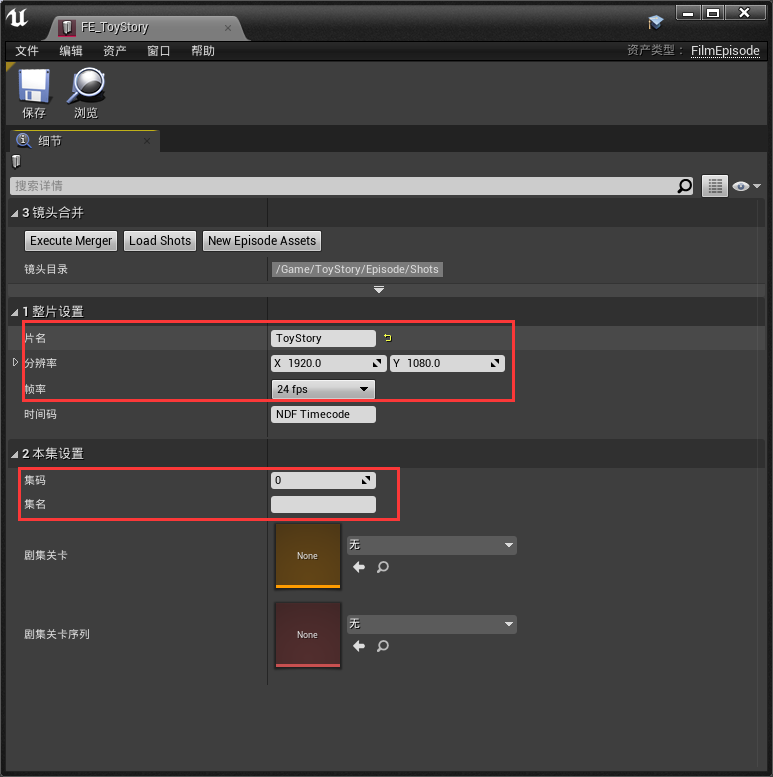 FE_ToyStory
文件 编辑 资产 窗口 帮助 资产类型： FilmEpisode
保存 浏览
细节
搜索详情
3 镜头合并
Execute Merger Load Shots New Episode Assets
镜头目录 /Game/ToyStory/Episode/Shots
1 整片设置
片名 ToyStory
分辨率 X 1920.0 Y 1080.0
帧率 24 fps
时间码 NDF Timecode
2 本集设置
集码 0
集名
剧集关卡 None 无
剧集关卡序列 None 无